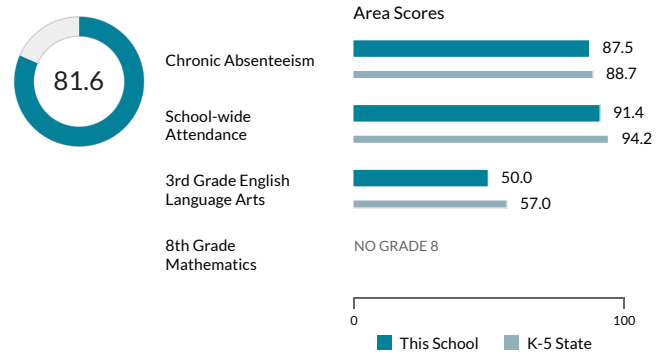 Area Scores
81.6
Chronic Absenteeism
87.5
88.7
School-wide
Attendance
91.4
94.2
3rd Grade English
Language Arts
50.0
57.0
8th Grade
Mathematics
NO GRADE 8
0
100
This School
K-5 State